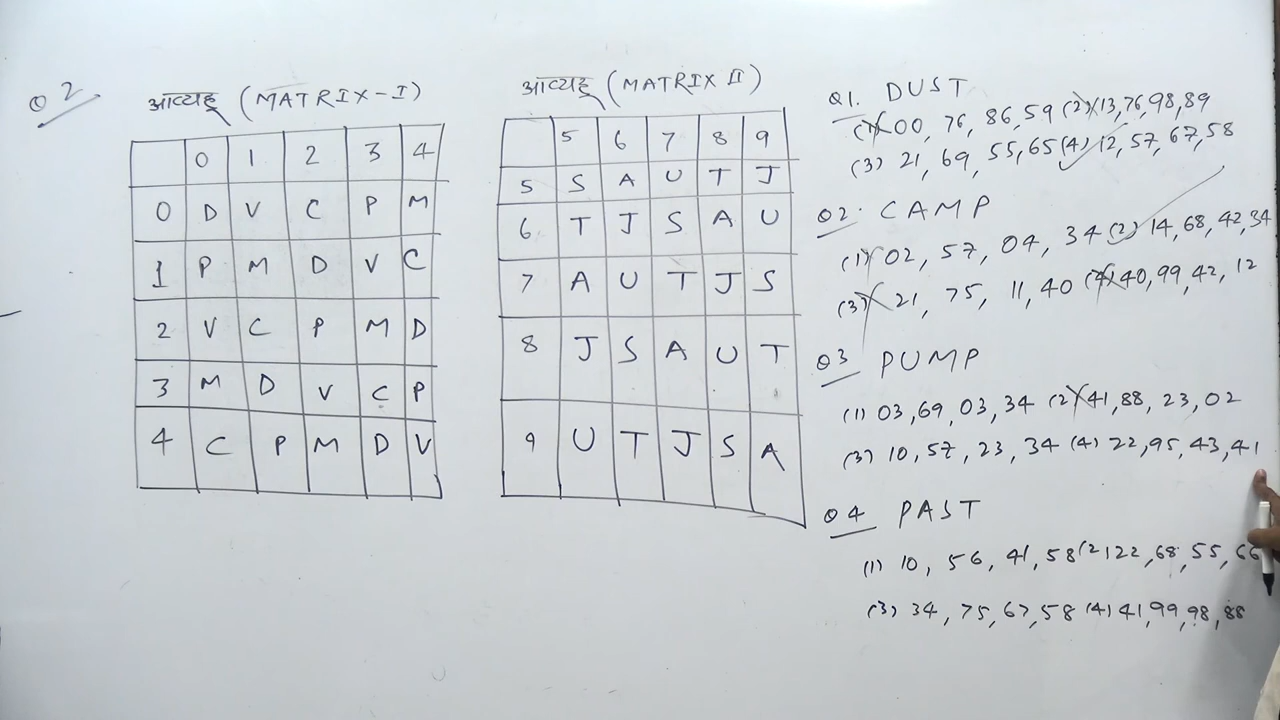 Q2
आव्यहू (MATRIX-I)
0 1 2 3 4
0 D V C P M
1 P M D V C
2 V C P M D
3 M D V C P
4 C P M D V
आव्यहू (MATRIX II)
5 6 7 8 9
5 S A U T J
6 T J S A U
7 A U T J S
8 J S A U T
9 U T J S A
Q1. DUST
(1) 00, 76, 86, 59 (2) 13, 76, 98, 89
(3) 21, 69, 55, 65 (4) 12, 57, 67, 58
Q2. CAMP
(1) 02, 57, 04, 34 (2) 14, 68, 42, 34
(3) 21, 75, 11, 40 (4) 40, 99, 42, 12
Q3 PUMP
(1) 03, 69, 03, 34 (2) 41, 88, 23, 02
(3) 10, 57, 23, 34 (4) 22, 95, 43, 41
Q4 PAST
(1) 10, 56, 41, 58 (2) 22, 68, 55, 66
(3) 34, 75, 67, 58 (4) 41, 99, 98, 88